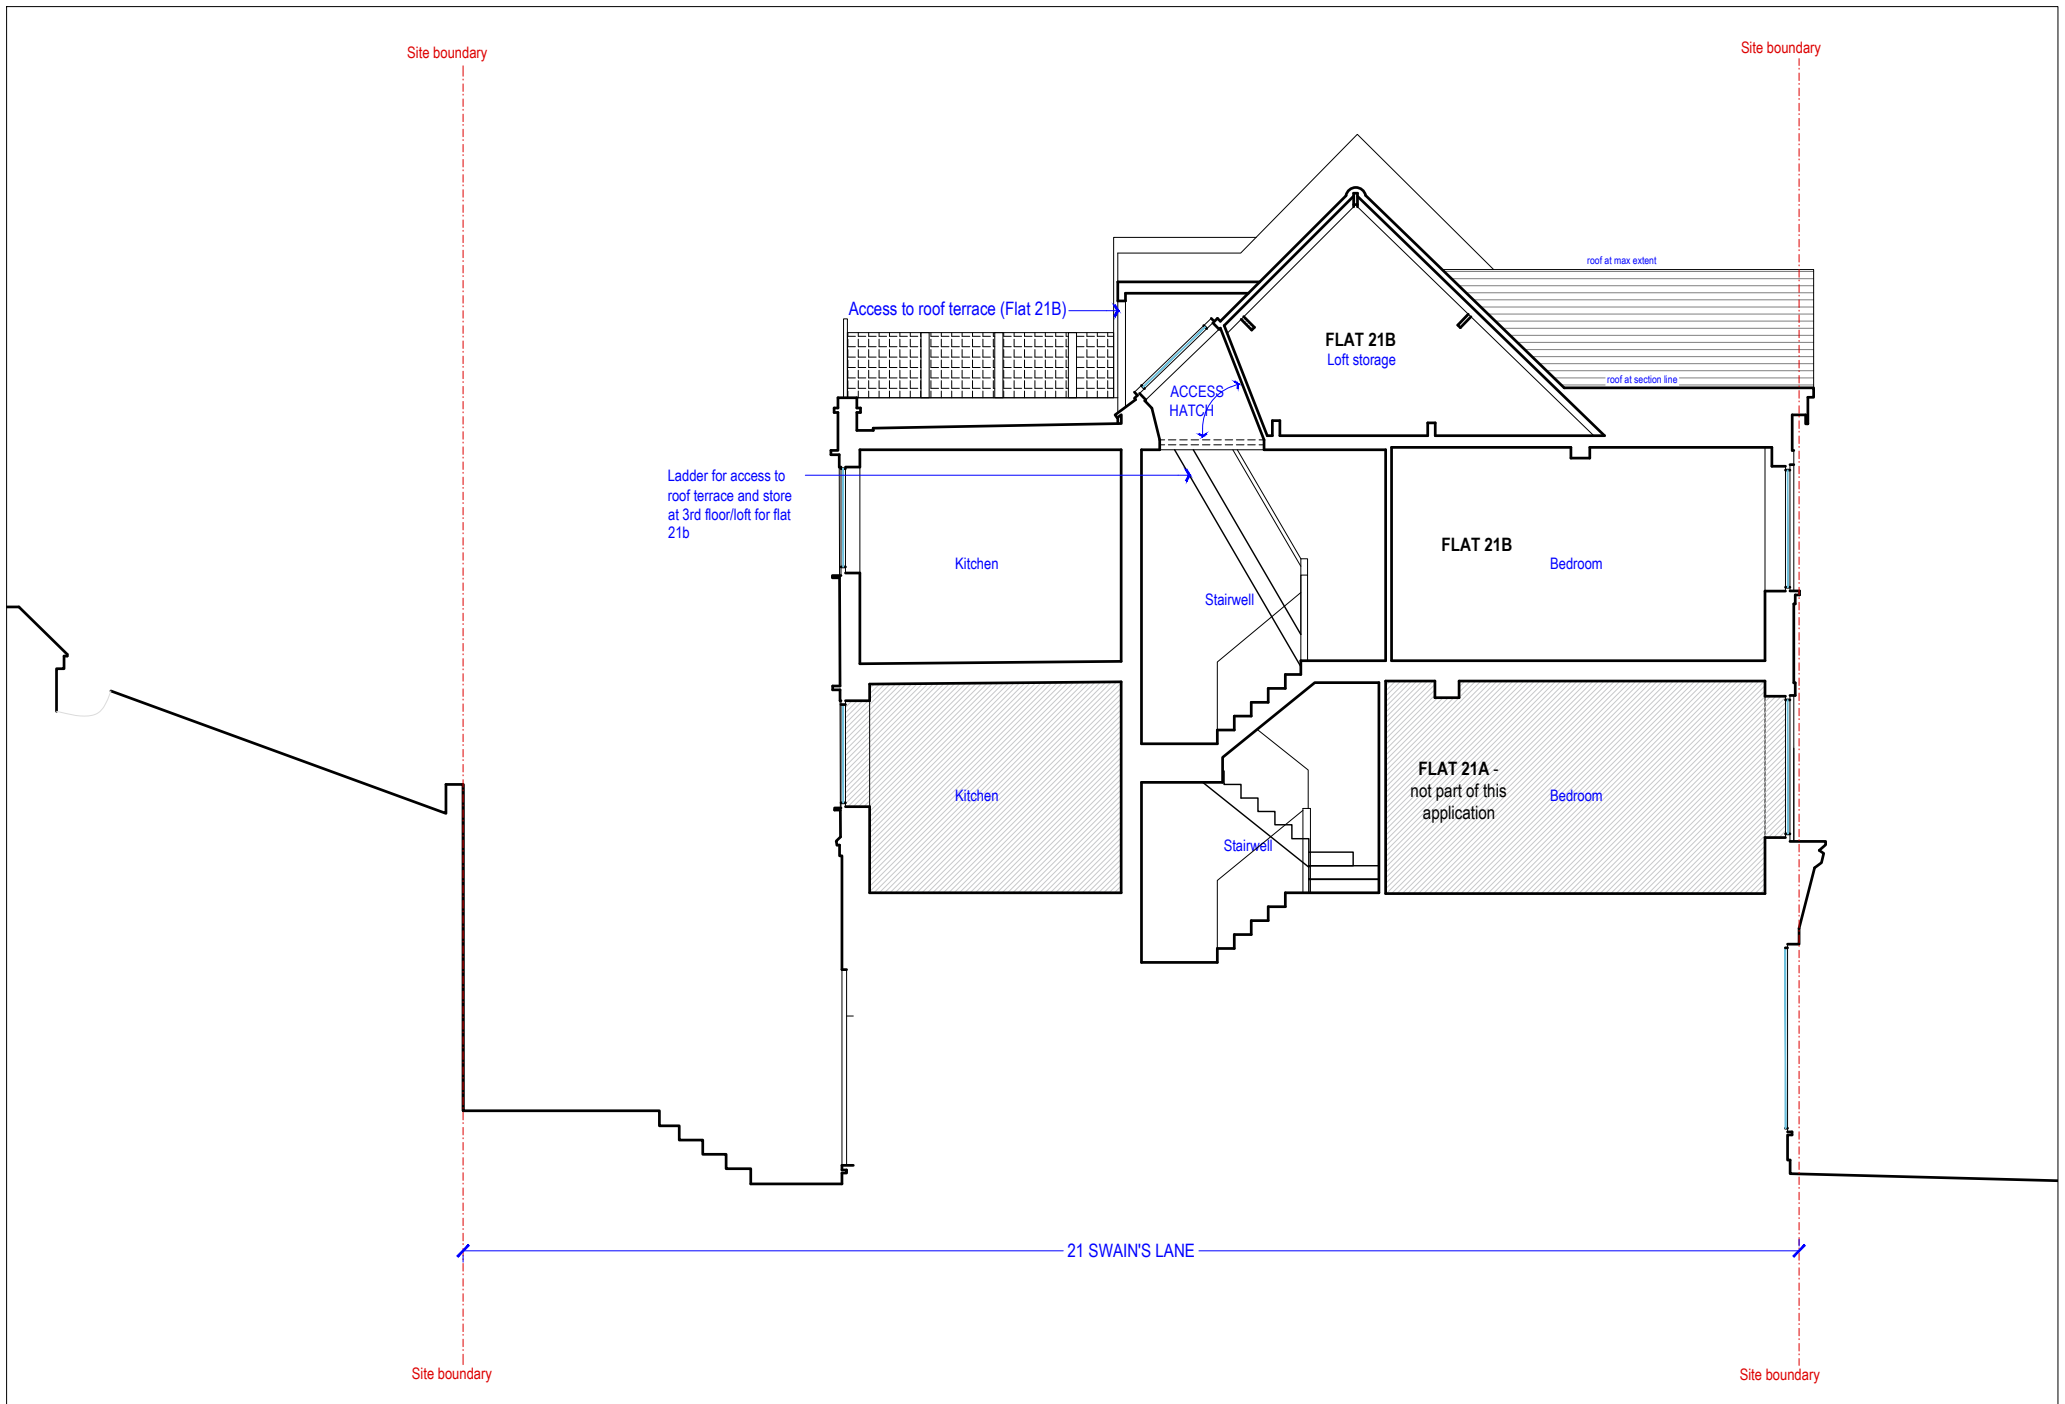 Site boundary
Site boundary
roof at max extent
Access to roof terrace (Flat 21B)
FLAT 21B
Loft storage
roof at section line
ACCESS
HATCH
Ladder for access to
roof terrace and store
at 3rd floor/loft for flat
21b
FLAT 21B
Kitchen
Bedroom
Stairwell
FLAT 21A -
not part of this
application
Kitchen
Bedroom
Stairwell
21 SWAIN'S LANE
Site boundary
Site boundary